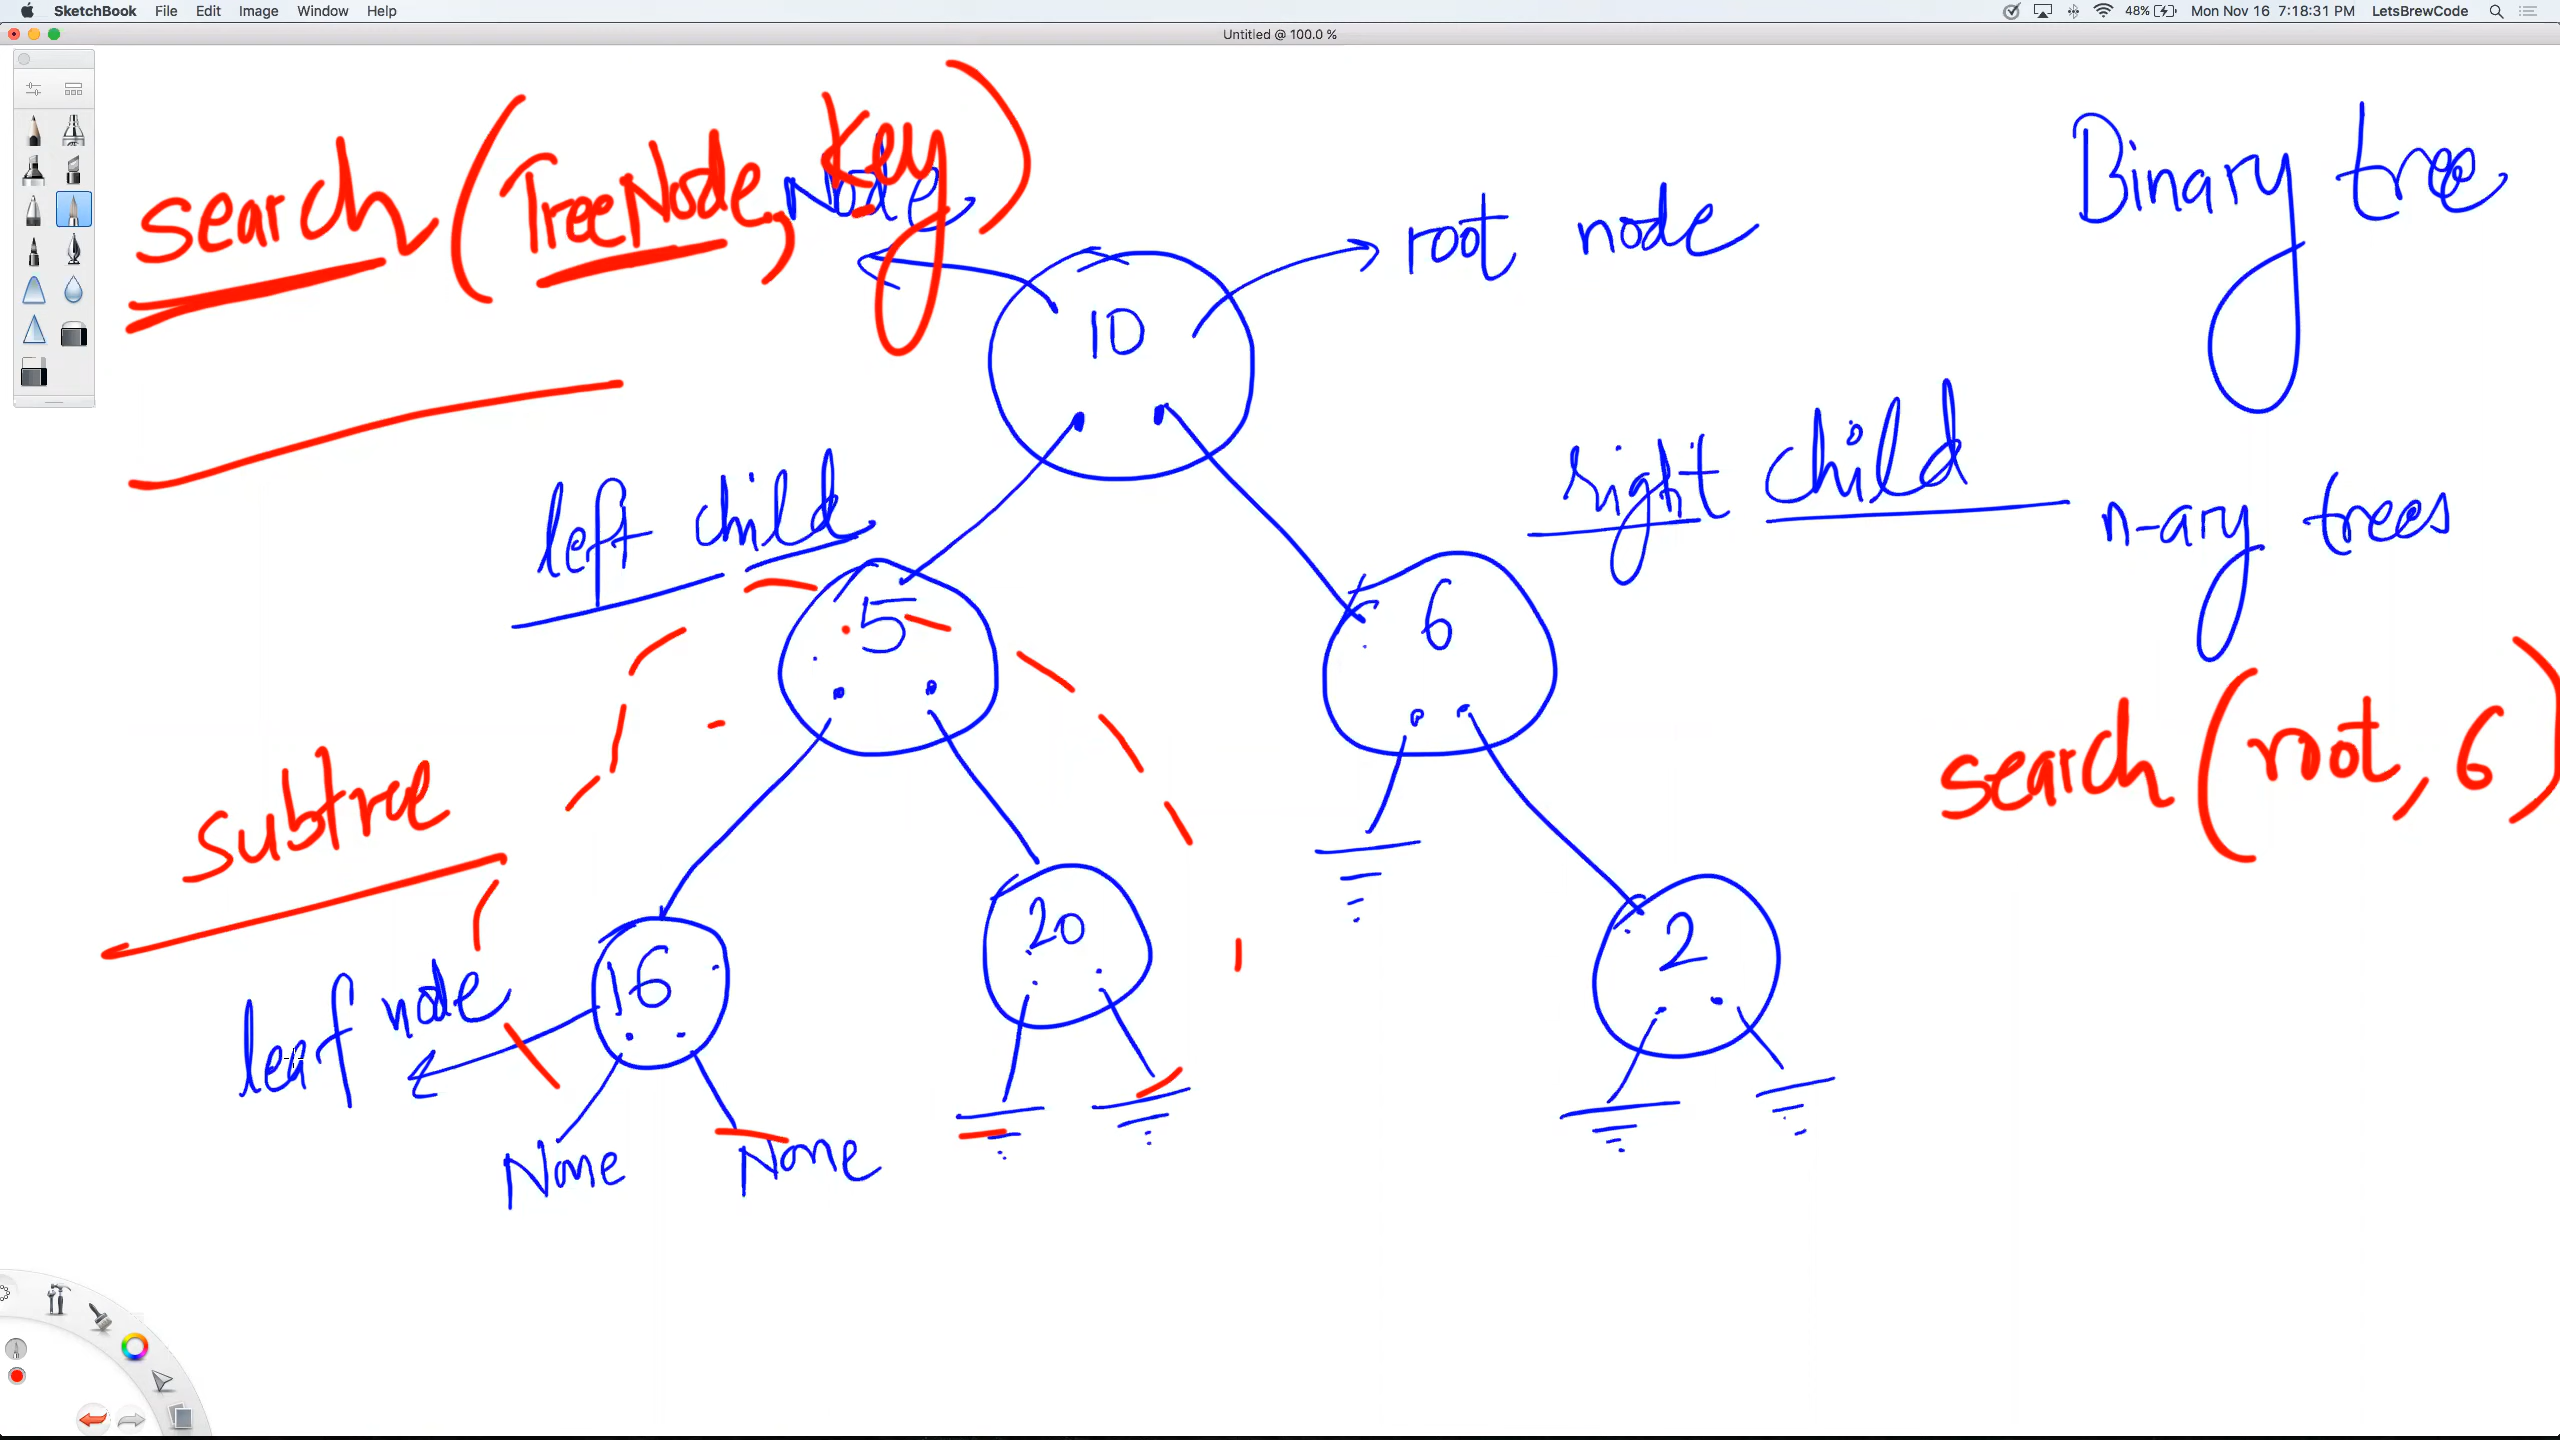 SketchBook File Edit Image Window Help 48% Mon Nov 16 7:18:31 PM LetsBrewCode
Untitled @ 100.0 %
search (TreeNode, Key)
Node
root node
Binary tree
10
left child
right child
n-ary trees
5
6
search (root, 6)
subtree
16
20
2
leaf node
None
None